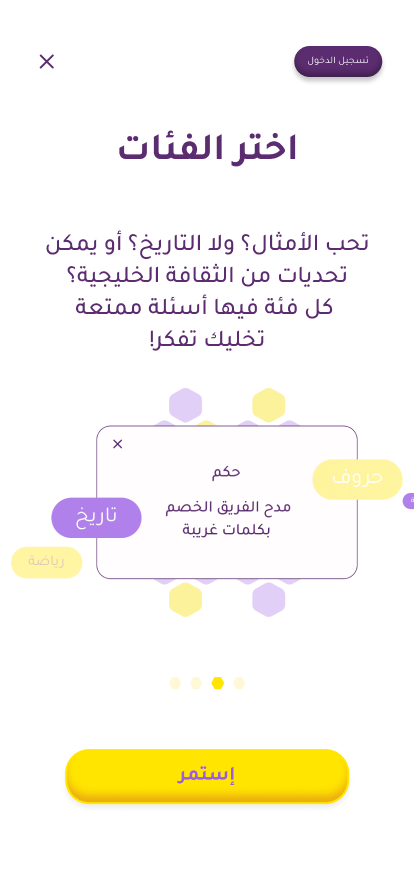 تسجيل الدخول
اختر الفئات
تحب الأمثال؟ ولا التاريخ؟ أو يمكن
تحديات من الثقافة الخليجية؟
كل فئة فيها أسئلة ممتعة
تخليك تفكر!
حكم
حروف
مدح الفريق الخصم
تاريخ
بكلمات غريبة
رياضة
إستمر